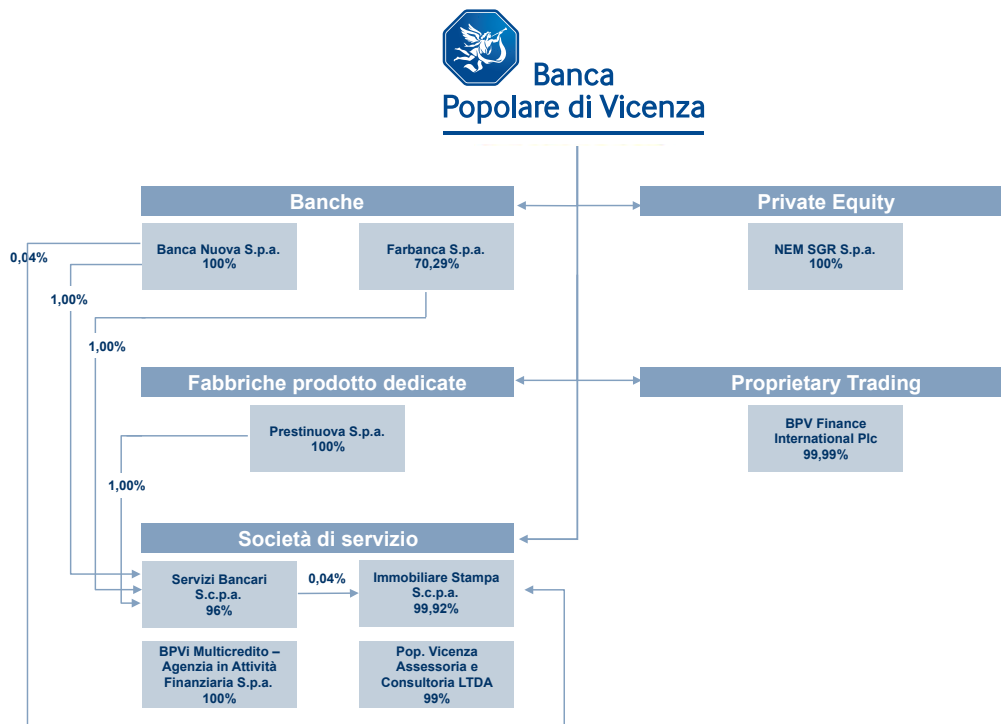 Banca
Popolare di Vicenza
Banche
Private Equity
Banca Nuova S.p.a.
100%
Farbanca S.p.a.
70,29%
NEM SGR S.p.a.
100%
0,04%
1,00%
1,00%
Fabbriche prodotto dedicate
Proprietary Trading
Prestinuova S.p.a.
100%
BPV Finance
International Plc
99,99%
1,00%
Società di servizio
Servizi Bancari
S.c.p.a.
96%
0,04%
Immobiliare Stampa
S.c.p.a.
99,92%
BPVi Multicredito –
Agenzia in Attività
Finanziaria S.p.a.
100%
Pop. Vicenza
Assessoria e
Consultoria LTDA
99%